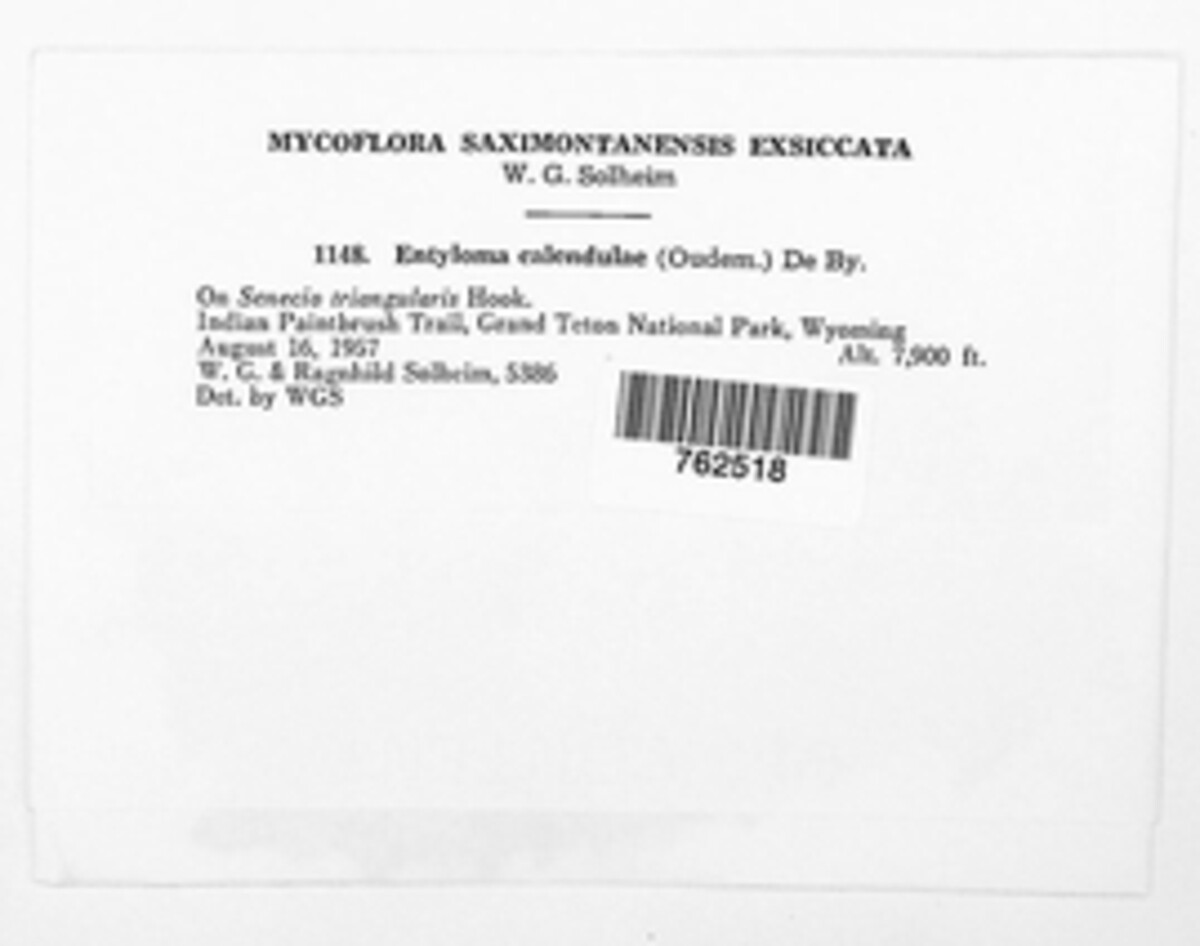 MYCOFLORA SAXIMONTANENSIS EXSICCATA
W. G. Solheim
1148. Entyloma calendulae (Oudem.) De By.
On Senecio triangularis Hook.
Indian Paintbrush Trail, Grand Teton National Park, Wyoming
August 16, 1957 Alt. 7,900 ft.
W. G. & Ragnhild Solheim, 5386
Det. by WGS
762518